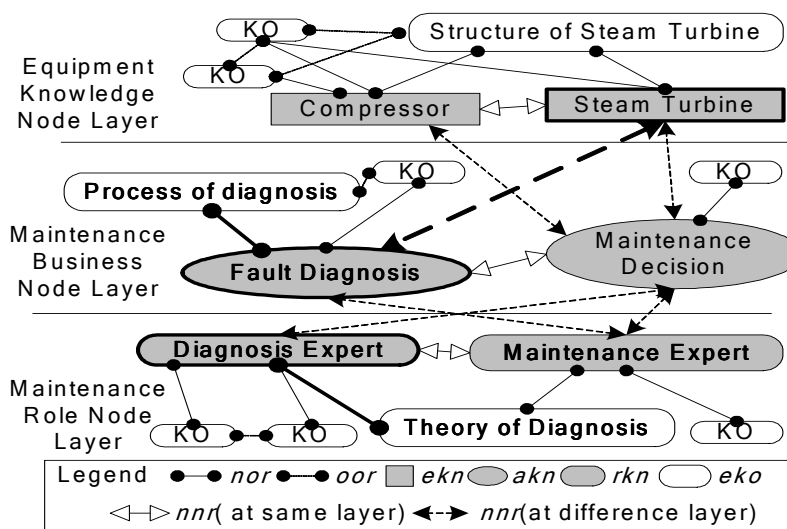 KO
Structure of Steam Turbine
KO
Equipment
Knowledge
Node Layer
Compressor
Steam Turbine
Process of diagnosis
KO
KO
Maintenance
Business
Node Layer
Fault Diagnosis
Maintenance
Decision
Diagnosis Expert
Maintenance Expert
Maintenance
Role Node
Layer
KO
KO
Theory of Diagnosis
KO
Legend nor oor ekn akn rkn eko
nnr( at same layer) nnr(at difference layer)